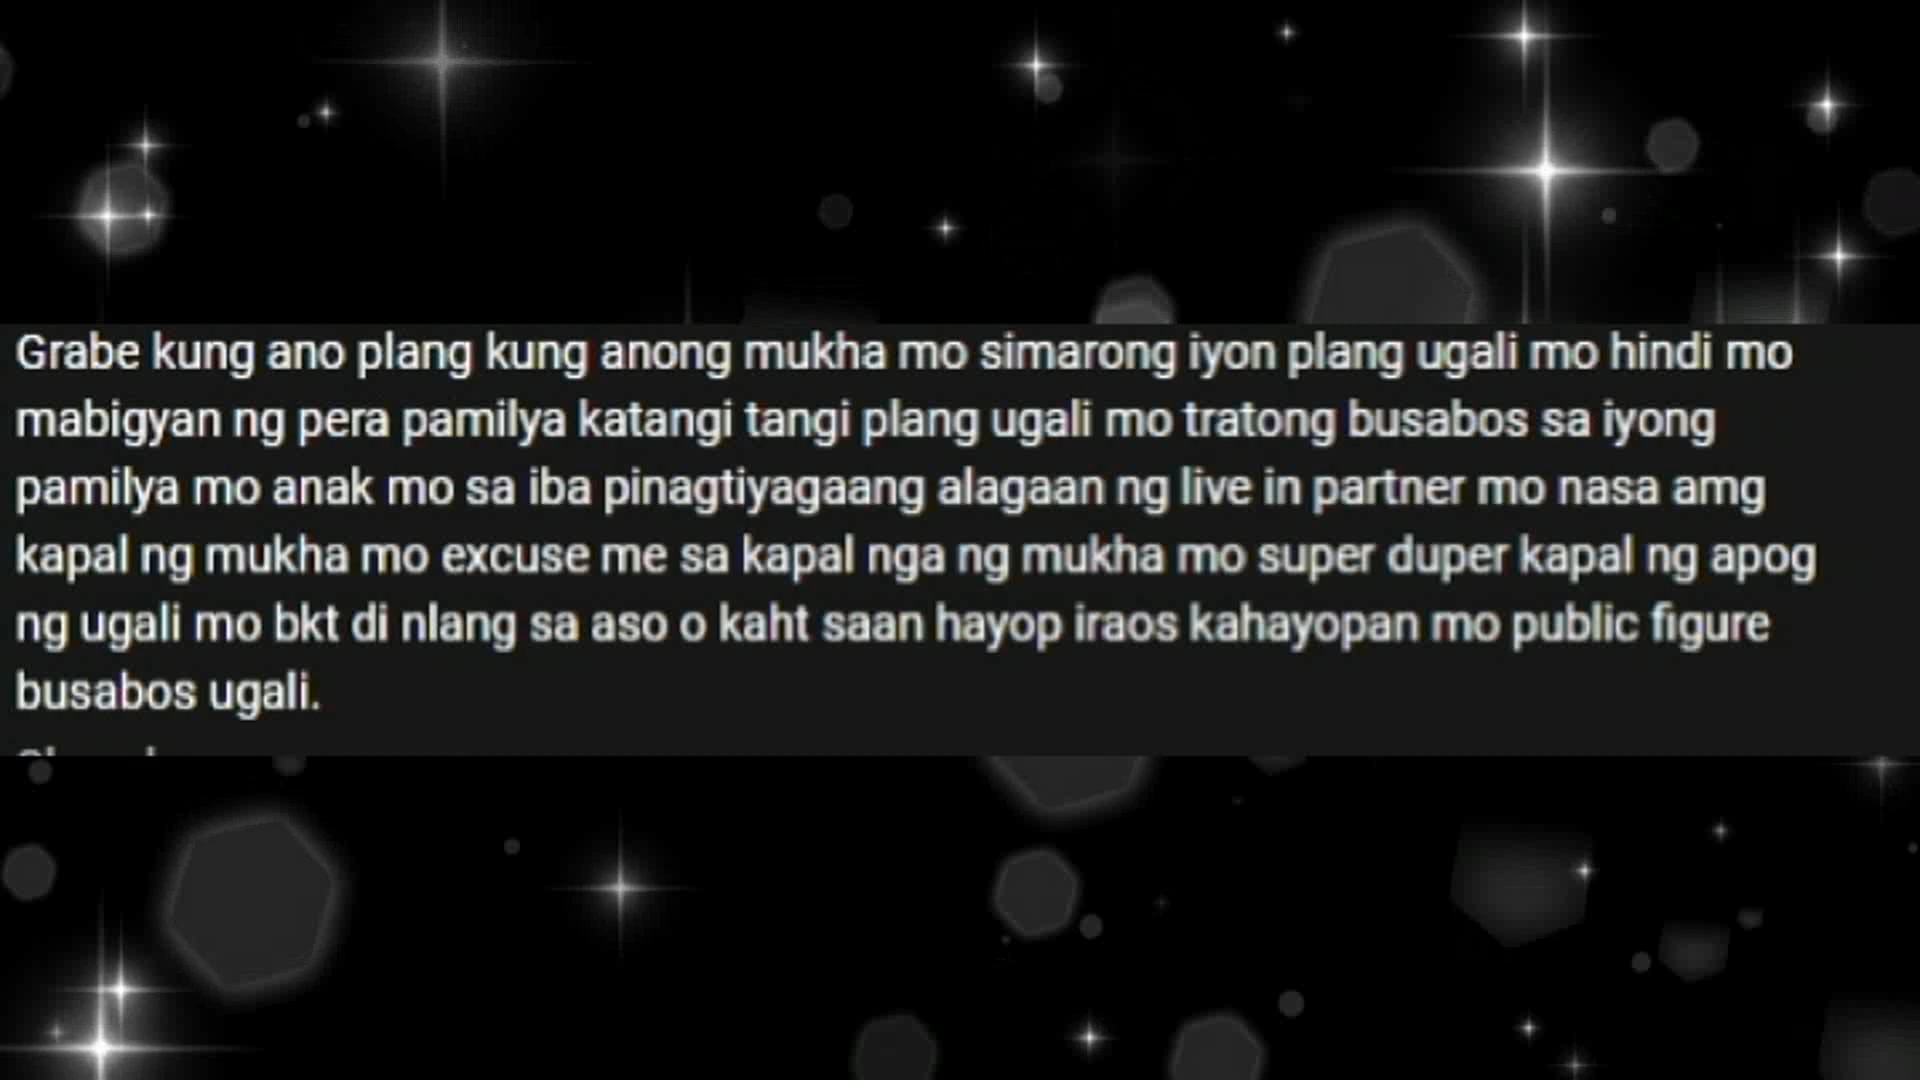 Grabe kung ano plang kung anong mukha mo simarong iyon plang ugali mo hindi mo
mabigyan ng pera pamilya katangi tangi plang ugali mo tratong busabos sa iyong
pamilya mo anak mo sa iba pinagtiyagaang alagaan ng live in partner mo nasa amg
kapal ng mukha mo excuse me sa kapal nga ng mukha mo super duper kapal ng apog
ng ugali mo bkt di nlang sa aso o kaht saan hayop iraos kahayopan mo public figure
busabos ugali.